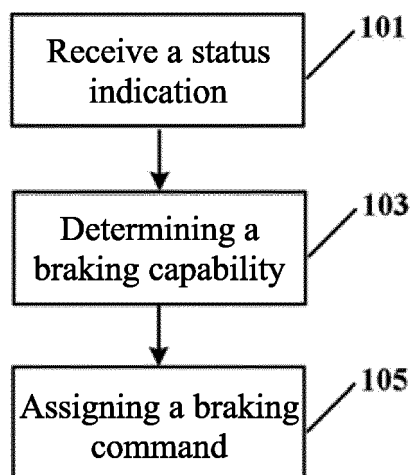 Receive a status
indication
101
Determining a
braking capability
103
Assigning a braking
command
105